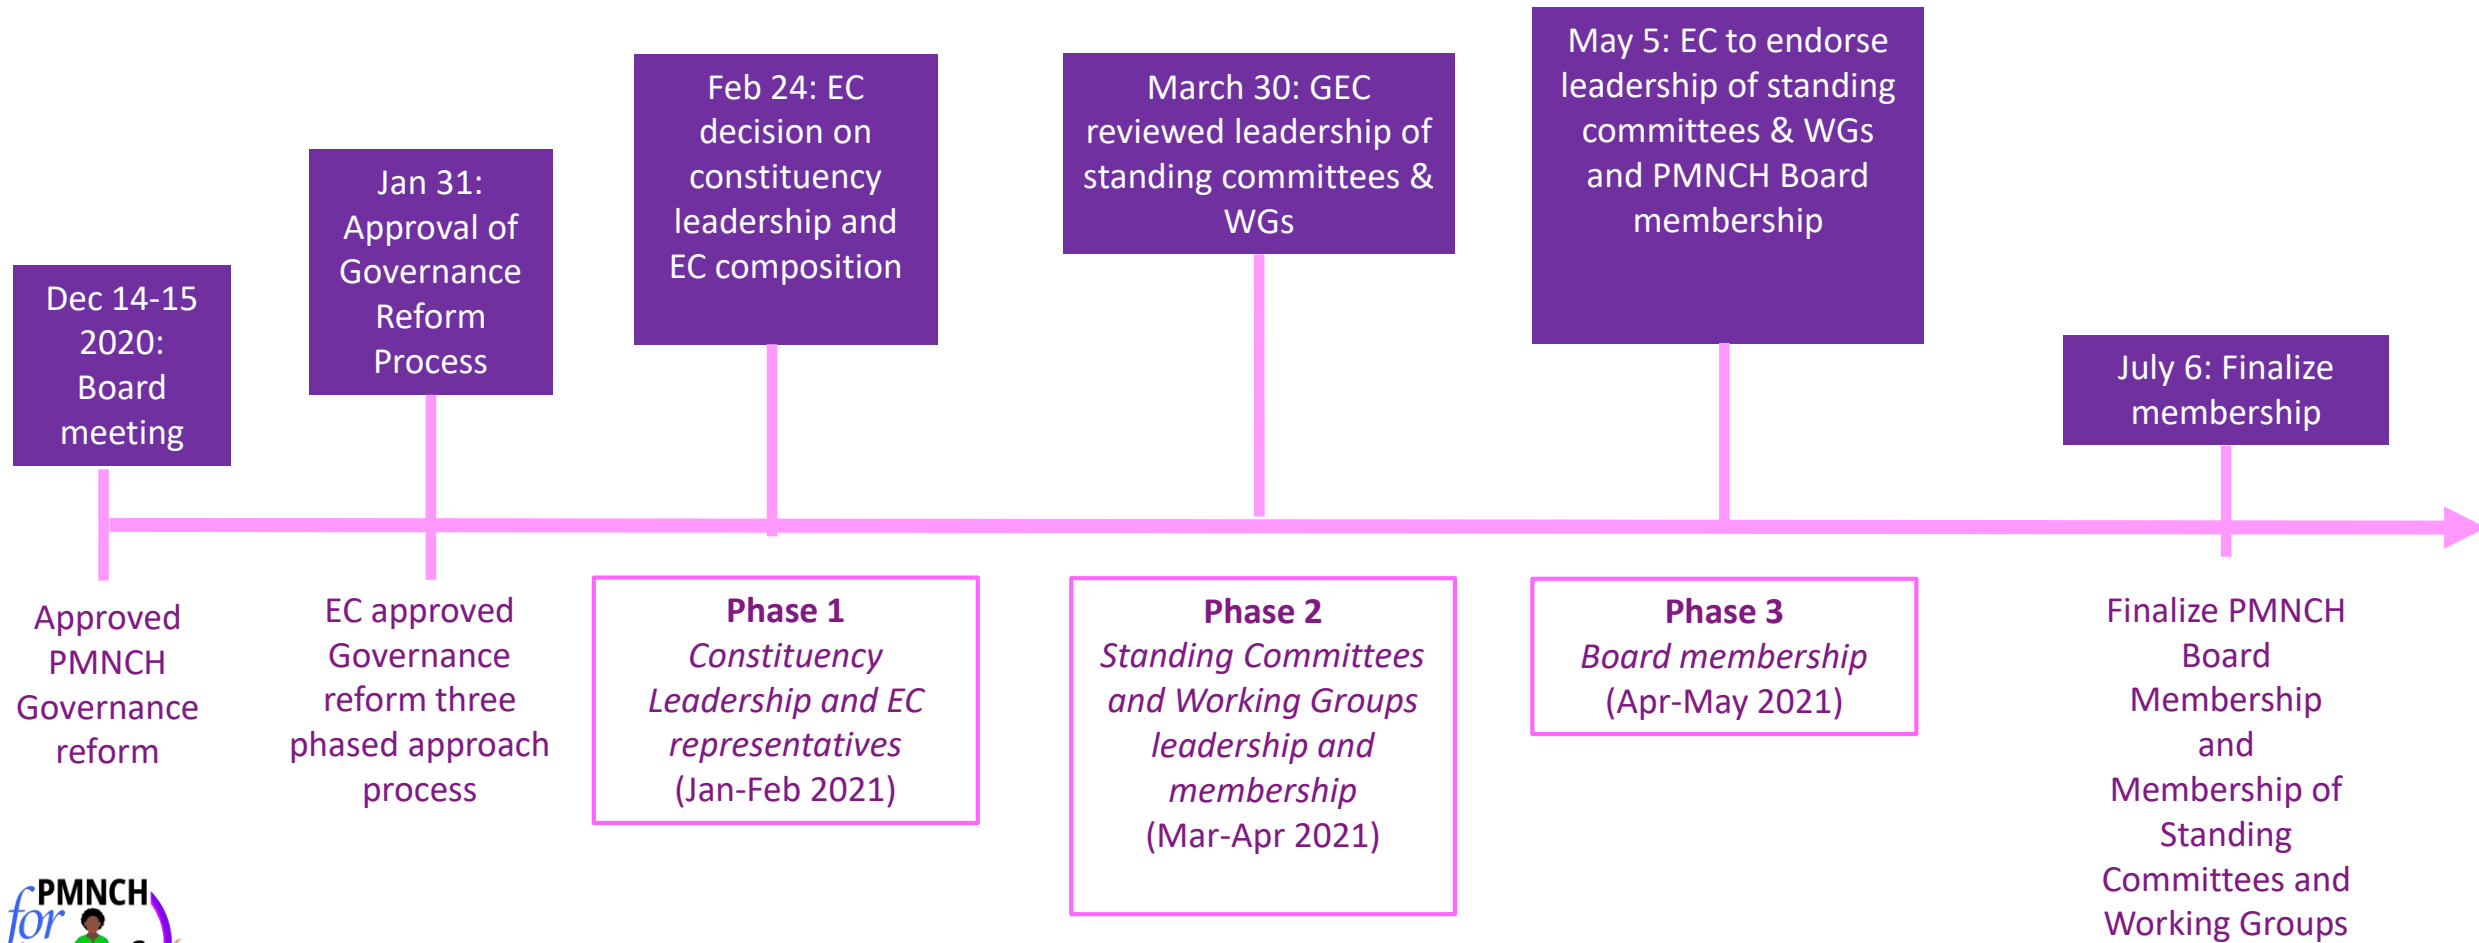 Dec 14-15
2020:
Board
meeting
Jan 31:
Approval of
Governance
Reform
Process
Feb 24: EC
decision on
constituency
leadership and
EC composition
March 30: GEC
reviewed leadership of
standing committees &
WGs
May 5: EC to endorse
leadership of standing
committees & WGs
and PMNCH Board
membership
July 6: Finalize
membership
Approved
PMNCH
Governance
reform
EC approved
Governance
reform three
phased approach
process
Phase 1
Constituency
Leadership and EC
representatives
(Jan-Feb 2021)
Phase 2
Standing Committees
and Working Groups
leadership and
membership
(Mar-Apr 2021)
Phase 3
Board membership
(Apr-May 2021)
Finalize PMNCH
Board
Membership
and
Membership of
Standing
Committees and
Working Groups
PMNCH
for